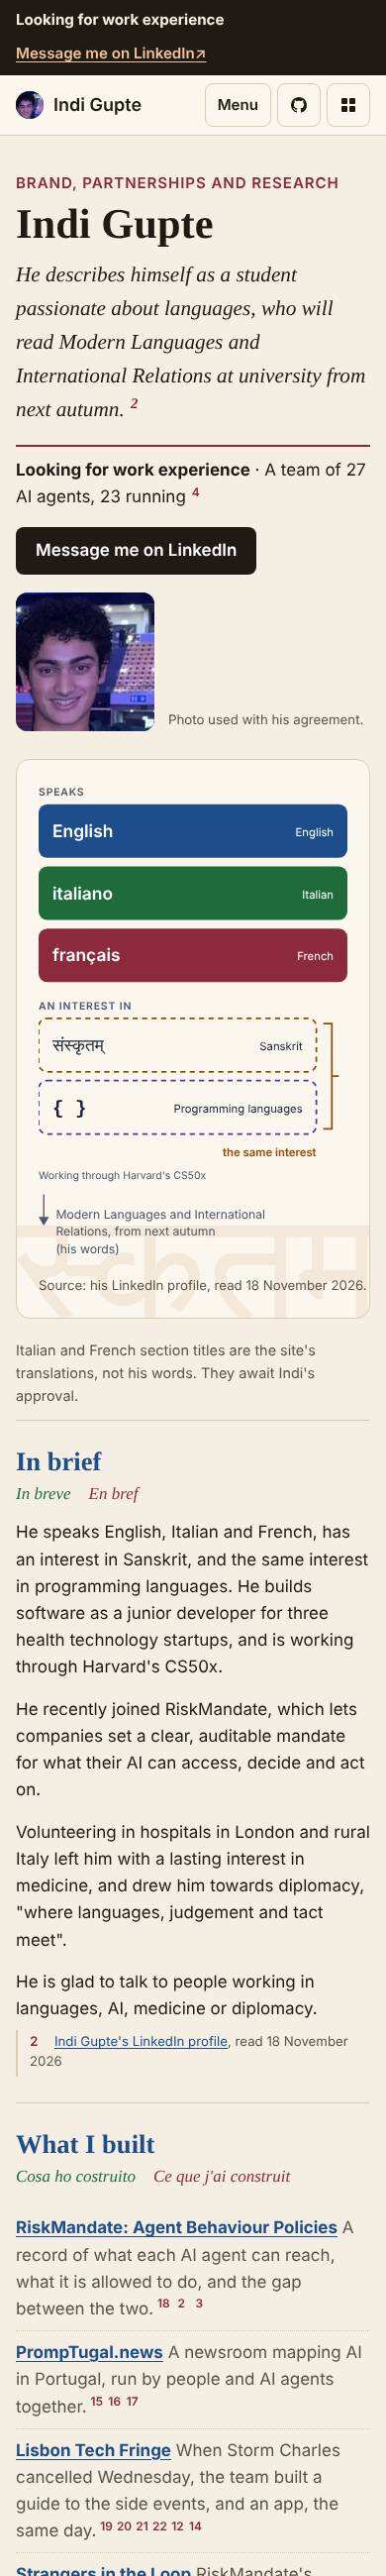 Looking for work experience
Message me on LinkedIn↗
Indi Gupte
Menu
BRAND, PARTNERSHIPS AND RESEARCH
Indi Gupte
He describes himself as a student
passionate about languages, who will
read Modern Languages and
International Relations at university from
next autumn. 2
Looking for work experience · A team of 27
AI agents, 23 running 4
Message me on LinkedIn
Photo used with his agreement.
SPEAKS
English English
italiano Italian
français French
AN INTEREST IN
संस्कृतम् Sanskrit
{ } Programming languages
the same interest
Working through Harvard's CS50x
Modern Languages and International
Relations, from next autumn
(his words)
Source: his LinkedIn profile, read 18 November 2026.
Italian and French section titles are the site's
translations, not his words. They await Indi's
approval.
In brief
In breve En bref
He speaks English, Italian and French, has
an interest in Sanskrit, and the same interest
in programming languages. He builds
software as a junior developer for three
health technology startups, and is working
through Harvard's CS50x.
He recently joined RiskMandate, which lets
companies set a clear, auditable mandate
for what their AI can access, decide and act
on.
Volunteering in hospitals in London and rural
Italy left him with a lasting interest in
medicine, and drew him towards diplomacy,
"where languages, judgement and tact
meet".
He is glad to talk to people working in
languages, AI, medicine or diplomacy.
2 Indi Gupte's LinkedIn profile, read 18 November
2026
What I built
Cosa ho costruito Ce que j'ai construit
RiskMandate: Agent Behaviour Policies A
record of what each AI agent can reach,
what it is allowed to do, and the gap
between the two. 18 2 3
PrompTugal.news A newsroom mapping AI
in Portugal, run by people and AI agents
together. 15 16 17
Lisbon Tech Fringe When Storm Charles
cancelled Wednesday, the team built a
guide to the side events, and an app, the
same day. 19 20 21 22 12 14
Strangers in the Loop RiskMandate's